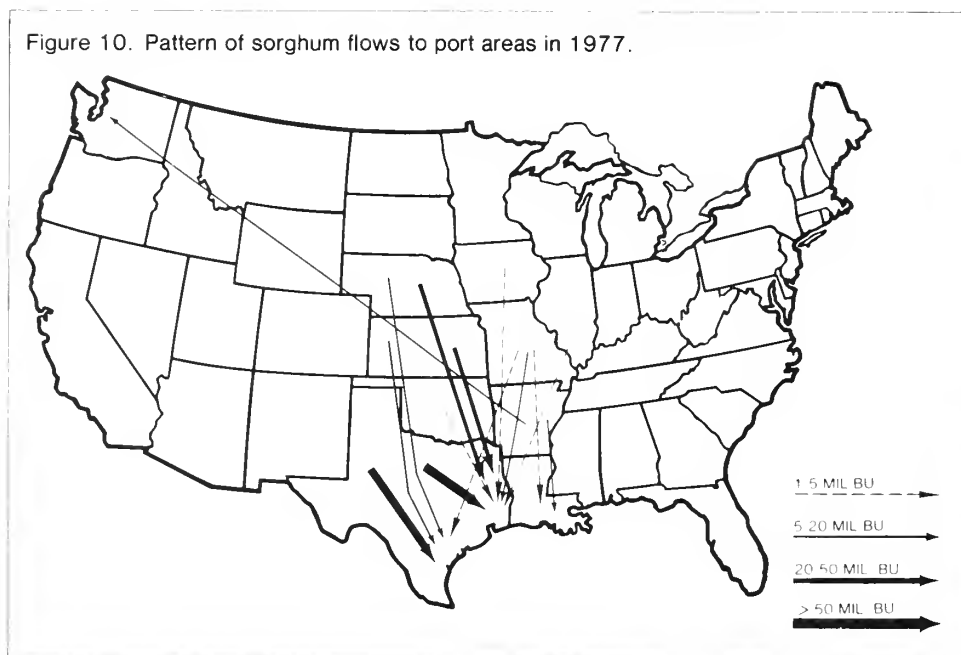 Figure 10. Pattern of sorghum flows to port areas in 1977.
1 5 MIL BU
5 20 MIL BU
20 50 MIL BU
> 50 MIL BU